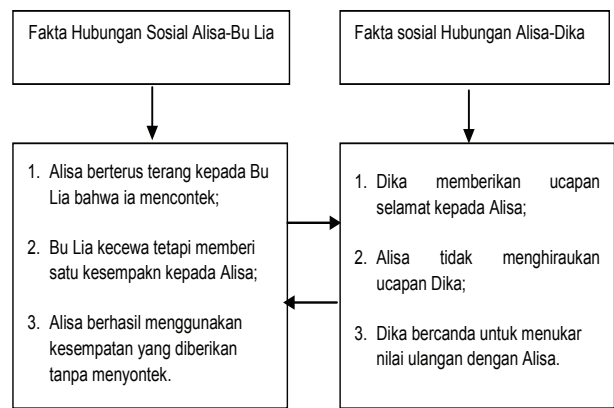 Fakta Hubungan Sosial Alisa-Bu Lia
Fakta sosial Hubungan Alisa-Dika
1. Alisa berterus terang kepada Bu
Lia bahwa ia mencontek;
2. Bu Lia kecewa tetapi memberi
satu kesempakn kepada Alisa;
3. Alisa berhasil menggunakan
kesempatan yang diberikan
tanpa menyontek.
1. Dika memberikan ucapan
selamat kepada Alisa;
2. Alisa tidak menghiraukan
ucapan Dika;
3. Dika bercanda untuk menukar
nilai ulangan dengan Alisa.